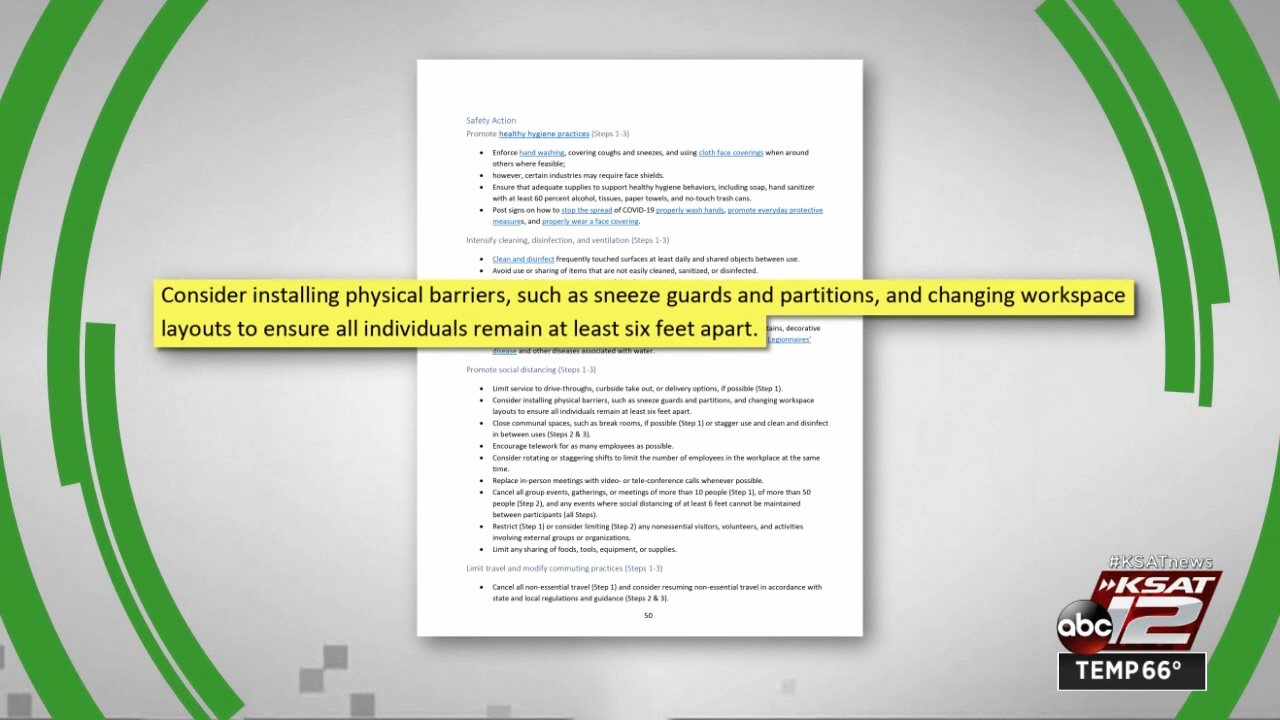 Safety Action
Promote healthy hygiene practices (Steps 1-3)
• Enforce hand washing, covering coughs and sneezes, and using cloth face coverings when around
others where feasible;
• however, certain industries may require face shields.
• Ensure that adequate supplies to support healthy hygiene behaviors, including soap, hand sanitizer
with at least 60 percent alcohol, tissues, paper towels, and no-touch trash cans.
• Post signs on how to stop the spread of COVID-19 properly wash hands, promote everyday protective
measures, and properly wear a face covering.
Intensify cleaning, disinfection, and ventilation (Steps 1-3)
• Clean and disinfect frequently touched surfaces at least daily and shared objects between use.
• Avoid use or sharing of items that are not easily cleaned, sanitized, or disinfected.
Consider installing physical barriers, such as sneeze guards and partitions, and changing workspace
layouts to ensure all individuals remain at least six feet apart.
decorative
Legionnaires'
disease and other diseases associated with water.
Promote social distancing (Steps 1-3)
• Limit service to drive-throughs, curbside take out, or delivery options, if possible (Step 1).
• Consider installing physical barriers, such as sneeze guards and partitions, and changing workspace
layouts to ensure all individuals remain at least six feet apart.
• Close communal spaces, such as break rooms, if possible (Step 1) or stagger use and clean and disinfect
in between uses (Steps 2 & 3).
• Encourage telework for as many employees as possible.
• Consider rotating or staggering shifts to limit the number of employees in the workplace at the same
time.
• Replace in-person meetings with video- or tele-conference calls whenever possible.
• Cancel all group events, gatherings, or meetings of more than 10 people (Step 1), of more than 50
people (Step 2), and any events where social distancing of at least 6 feet cannot be maintained
between participants (all Steps).
• Restrict (Step 1) or consider limiting (Step 2) any nonessential visitors, volunteers, and activities
involving external groups or organizations.
• Limit any sharing of foods, tools, equipment, or supplies.
Limit travel and modify commuting practices (Steps 1-3)
• Cancel all non-essential travel (Step 1) and consider resuming non-essential travel in accordance with
state and local regulations and guidance (Steps 2 & 3).
50
#KSATnews
KSAT
abc 12
TEMP 66°